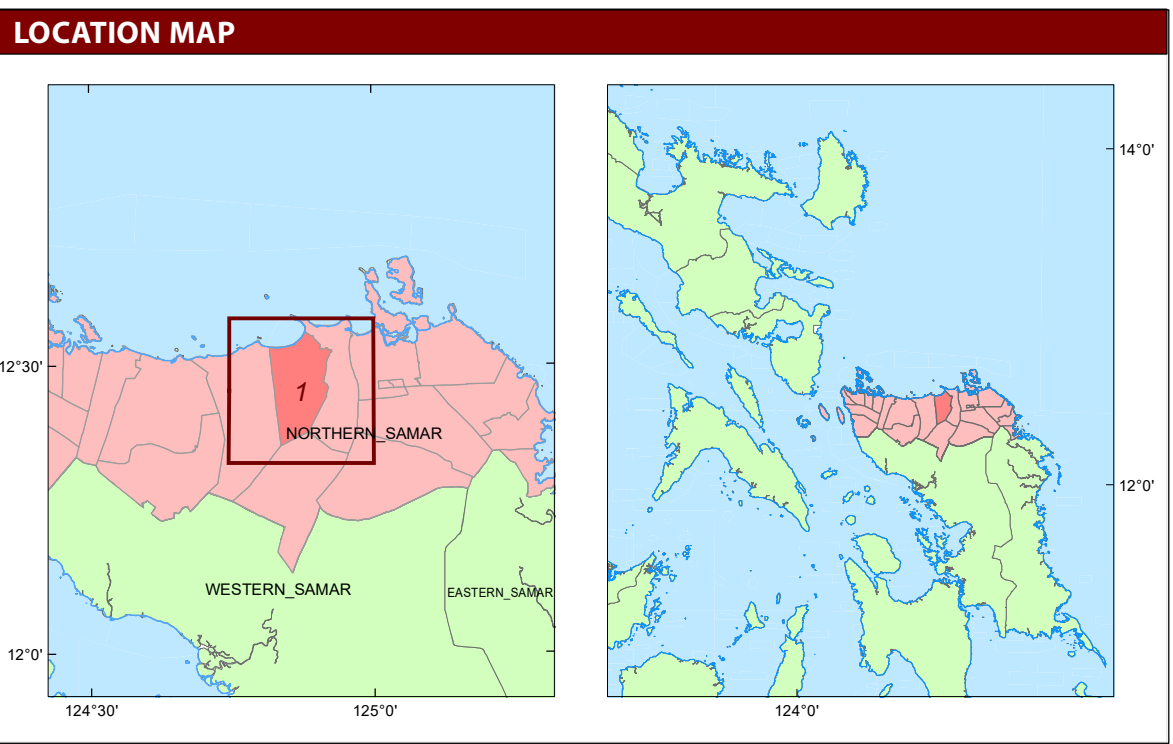 LOCATION MAP
12°30'
1
NORTHERN_SAMAR
WESTERN_SAMAR
EASTERN_SAMAR
12°0'
124°30'
125°0'
14°0'
12°0'
124°0'